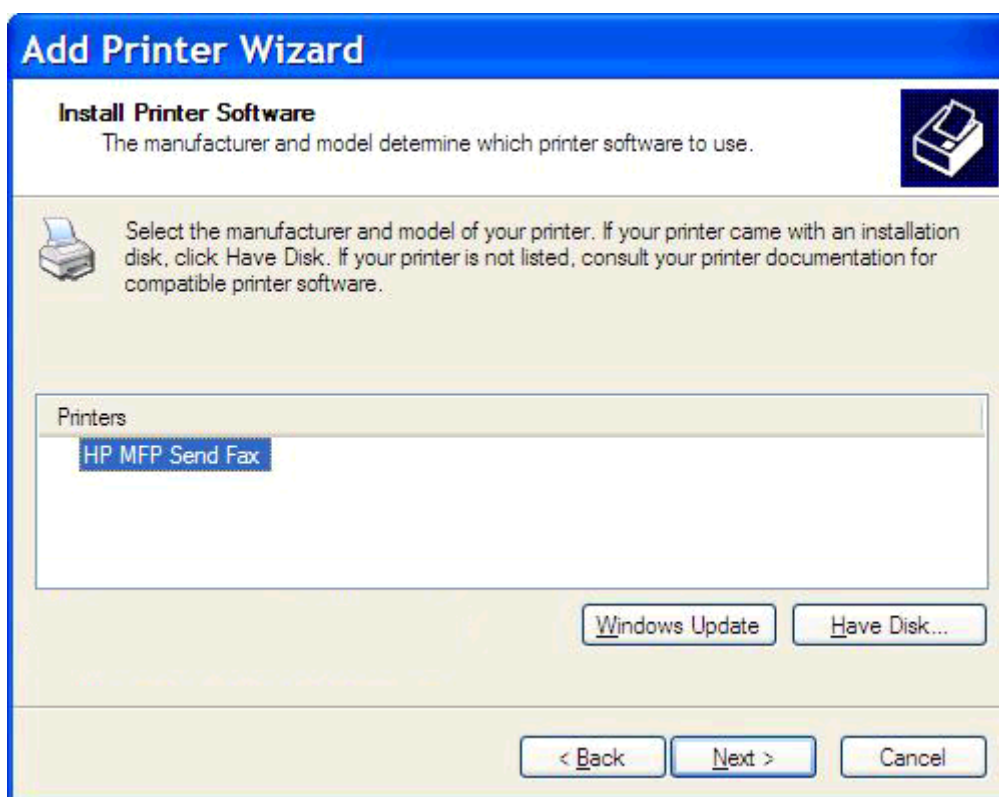 Add Printer Wizard
Install Printer Software
The manufacturer and model determine which printer software to use.
Select the manufacturer and model of your printer. If your printer came with an installation
disk, click Have Disk. If your printer is not listed, consult your printer documentation for
compatible printer software.
Printers
HP MFP Send Fax
Windows Update
Have Disk...
< Back
Next >
Cancel